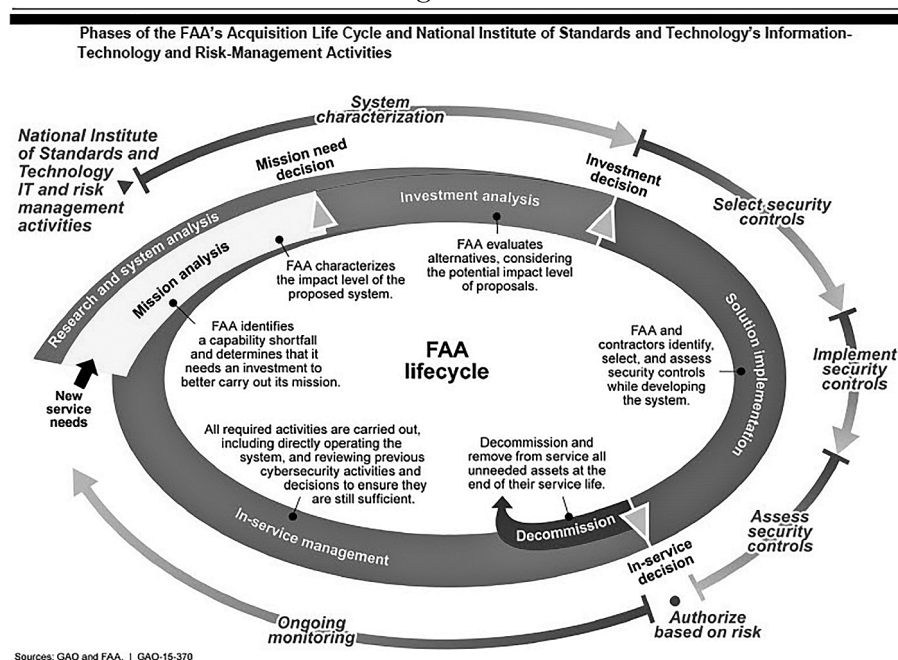 Phases of the FAA's Acquisition Life Cycle and National Institute of Standards and Technology's Information-
Technology and Risk-Management Activities
System
characterization
National Institute
of Standards and
Technology
IT and risk
management
activities
Mission need
decision
Investment
decision
Select security
controls
Implement
security
controls
Assess
security
controls
Authorize
based on risk
In-service
decision
Ongoing
monitoring
Research and system analysis
Mission analysis
Investment analysis
Solution implementation
In-service management
Decommission
New
service
needs
FAA characterizes
the impact level of the
proposed system.
FAA evaluates
alternatives, considering
the potential impact level
of proposals.
FAA identifies
a capability shortfall
and determines that it
needs an investment to
better carry out its mission.
FAA
lifecycle
FAA and
contractors identify,
select, and assess
security controls
while developing
the system.
All required activities are carried out,
including directly operating the
system, and reviewing previous
cybersecurity activities and
decisions to ensure they
are still sufficient.
Decommission and
remove from service all
unneeded assets at the
end of their service life.
Sources: GAO and FAA. | GAO-15-370